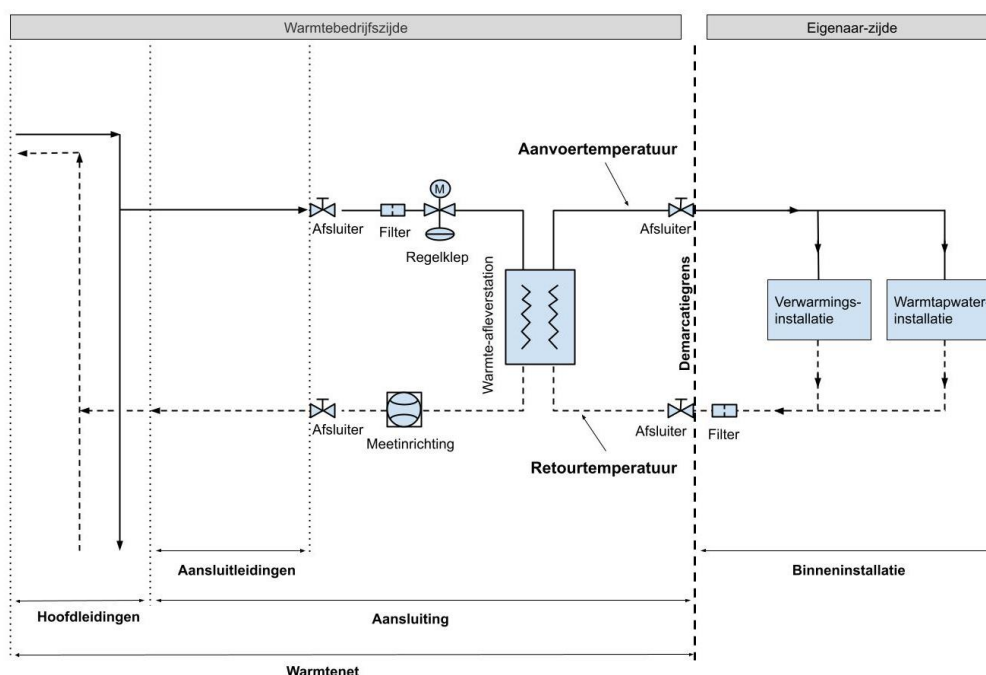 Warmtebedrijfszijde
Eigenaar-zijde
Aanvoertemperatuur
M
Afsluiter
Filter
Regelklep
Afsluiter
Warmte-afleverstation
Demarcatiegrens
Verwarmings-
installatie
Warmtapwater
installatie
Afsluiter
Meetinrichting
Afsluiter
Filter
Retourtemperatuur
Aansluitleidingen
Binneninstallatie
Hoofdleidingen
Aansluiting
Warmtenet